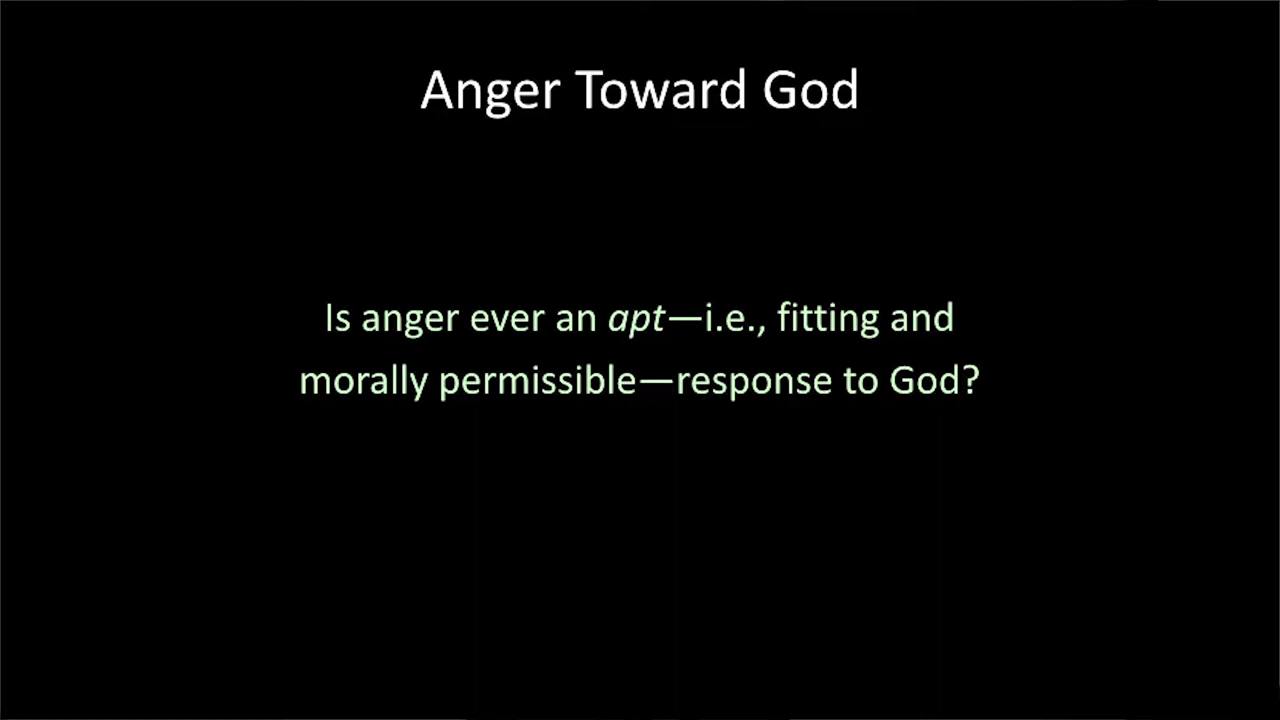 Anger Toward God
Is anger ever an apt—i.e., fitting and
morally permissible—response to God?